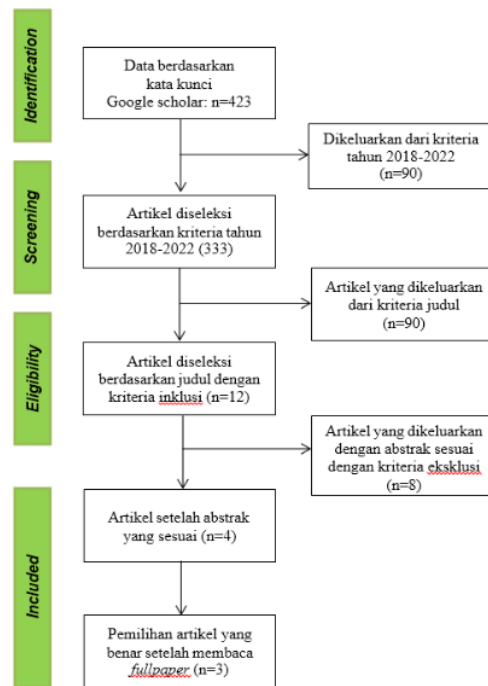 Identification
Data berdasarkan
kata kunci
Google scholar: n=423
Dikeluarkan dari kriteria
tahun 2018-2022
(n=90)
Screening
Artikel diseleksi
berdasarkan kriteria tahun
2018-2022 (333)
Artikel yang dikeluarkan
dari kriteria judul
(n=90)
Eligibility
Artikel diseleksi
berdasarkan judul dengan
kriteria inklusi (n=12)
Artikel yang dikeluarkan
dengan abstrak sesuai
dengan kriteria eksklusi
(n=8)
Included
Artikel setelah abstrak
yang sesuai (n=4)
Pemilihan artikel yang
benar setelah membaca
fullpaper (n=3)